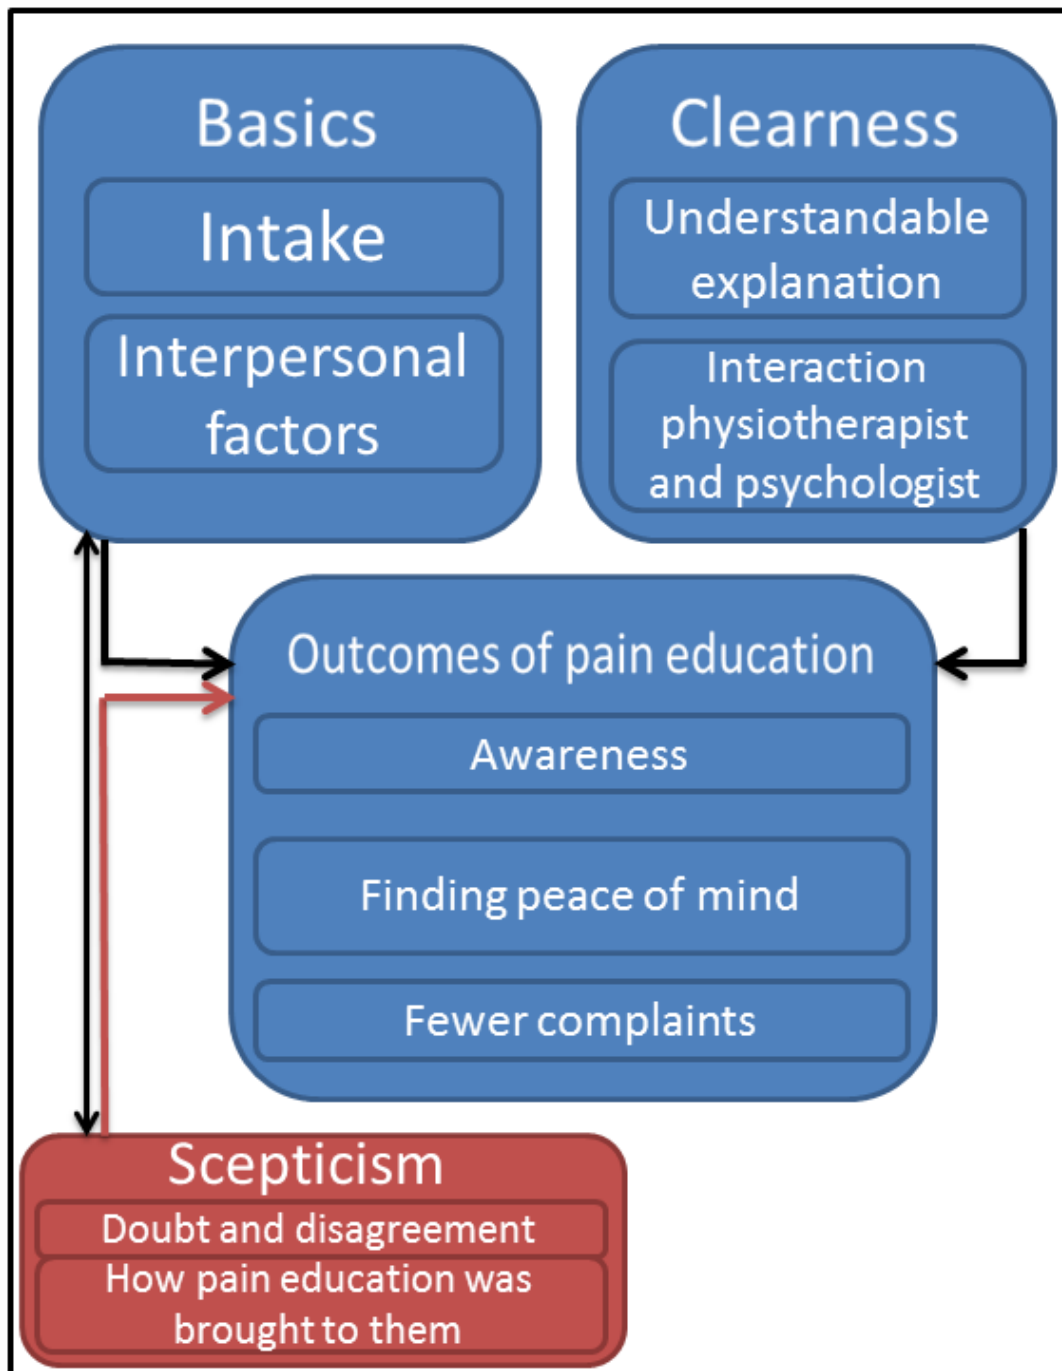 Basics
Intake
Interpersonal
factors
Clearness
Understandable
explanation
Interaction
physiotherapist
and psychologist
Outcomes of pain education
Awareness
Finding peace of mind
Fewer complaints
Scepticism
Doubt and disagreement
How pain education was
brought to them